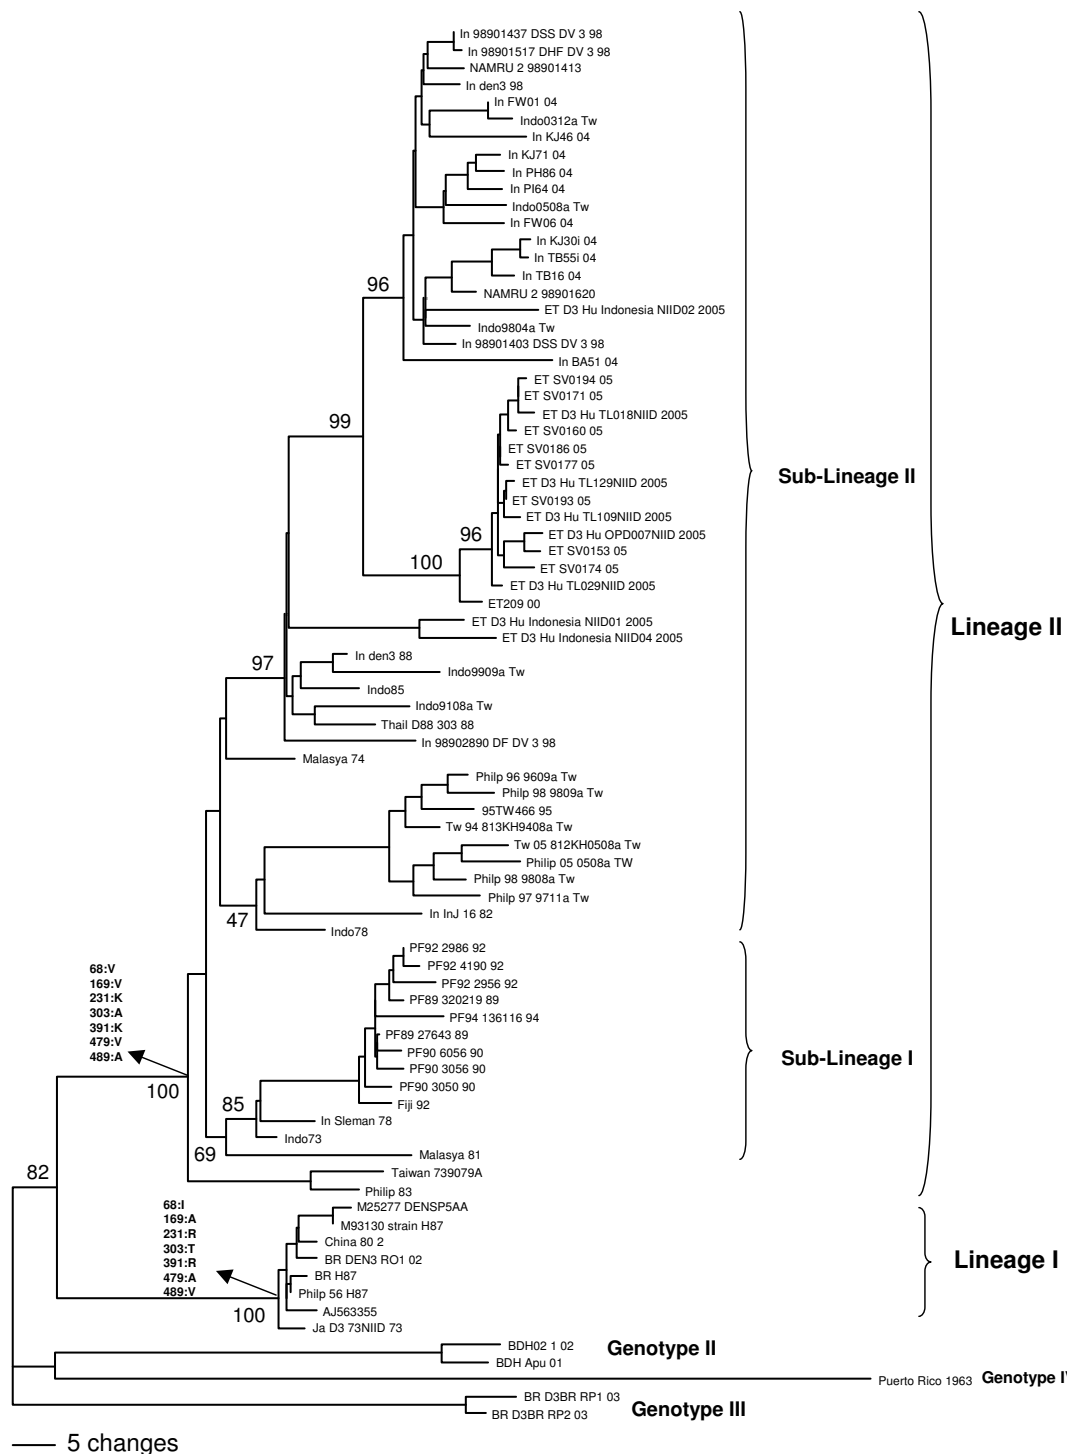 In 98901437 DSS DV 3 98
In 98901517 DHF DV 3 98
NAMRU 2 98901413
In den3 98
In FW01 04
Indo0312a Tw
In KJ46 04
In KJ71 04
In PH86 04
In PI64 04
Indo0508a Tw
In FW06 04
In KJ30i 04
In TB55i 04
In TB16 04
96
NAMRU 2 98901620
ET D3 Hu Indonesia NIID02 2005
Indo9804a Tw
In 98901403 DSS DV 3 98
In BA51 04
ET SV0194 05
ET SV0171 05
ET D3 Hu TL018NIID 2005
99
ET SV0160 05
ET SV0186 05
ET SV0177 05
Sub-Lineage II
ET D3 Hu TL129NIID 2005
ET SV0193 05
ET D3 Hu TL109NIID 2005
96
ET D3 Hu OPD007NIID 2005
ET SV0153 05
100
ET SV0174 05
ET D3 Hu TL029NIID 2005
ET209 00
ET D3 Hu Indonesia NIID01 2005
Lineage II
ET D3 Hu Indonesia NIID04 2005
In den3 88
97
Indo9909a Tw
Indo85
Indo9108a Tw
Thail D88 303 88
In 98902890 DF DV 3 98
Malasya 74
Philp 96 9609a Tw
Philp 98 9809a Tw
95TW466 95
Tw 94 813KH9408a Tw
Tw 05 812KH0508a Tw
Philip 05 0508a TW
Philp 98 9808a Tw
Philp 97 9711a Tw
In InJ 16 82
47
Indo78
PF92 2986 92
PF92 4190 92
PF92 2956 92
PF89 320219 89
PF94 136116 94
PF89 27643 89
PF90 6056 90
PF90 3056 90
PF90 3050 90
Fiji 92
Sub-Lineage I
68:V
169:V
231:K
303:A
391:K
479:V
489:A
100
85
In Sleman 78
Indo73
69
Malasya 81
82
Taiwan 739079A
Philip 83
68:I
169:A
231:R
303:T
391:R
479:A
489:V
100
M25277 DENSP5AA
M93130 strain H87
China 80 2
BR DEN3 RO1 02
BR H87
Philp 56 H87
AJ563355
Ja D3 73NIID 73
Lineage I
BDH02 1 02
Genotype II
BDH Apu 01
Puerto Rico 1963
Genotype IV
BR D3BR RP1 03
BR D3BR RP2 03
Genotype III
5 changes